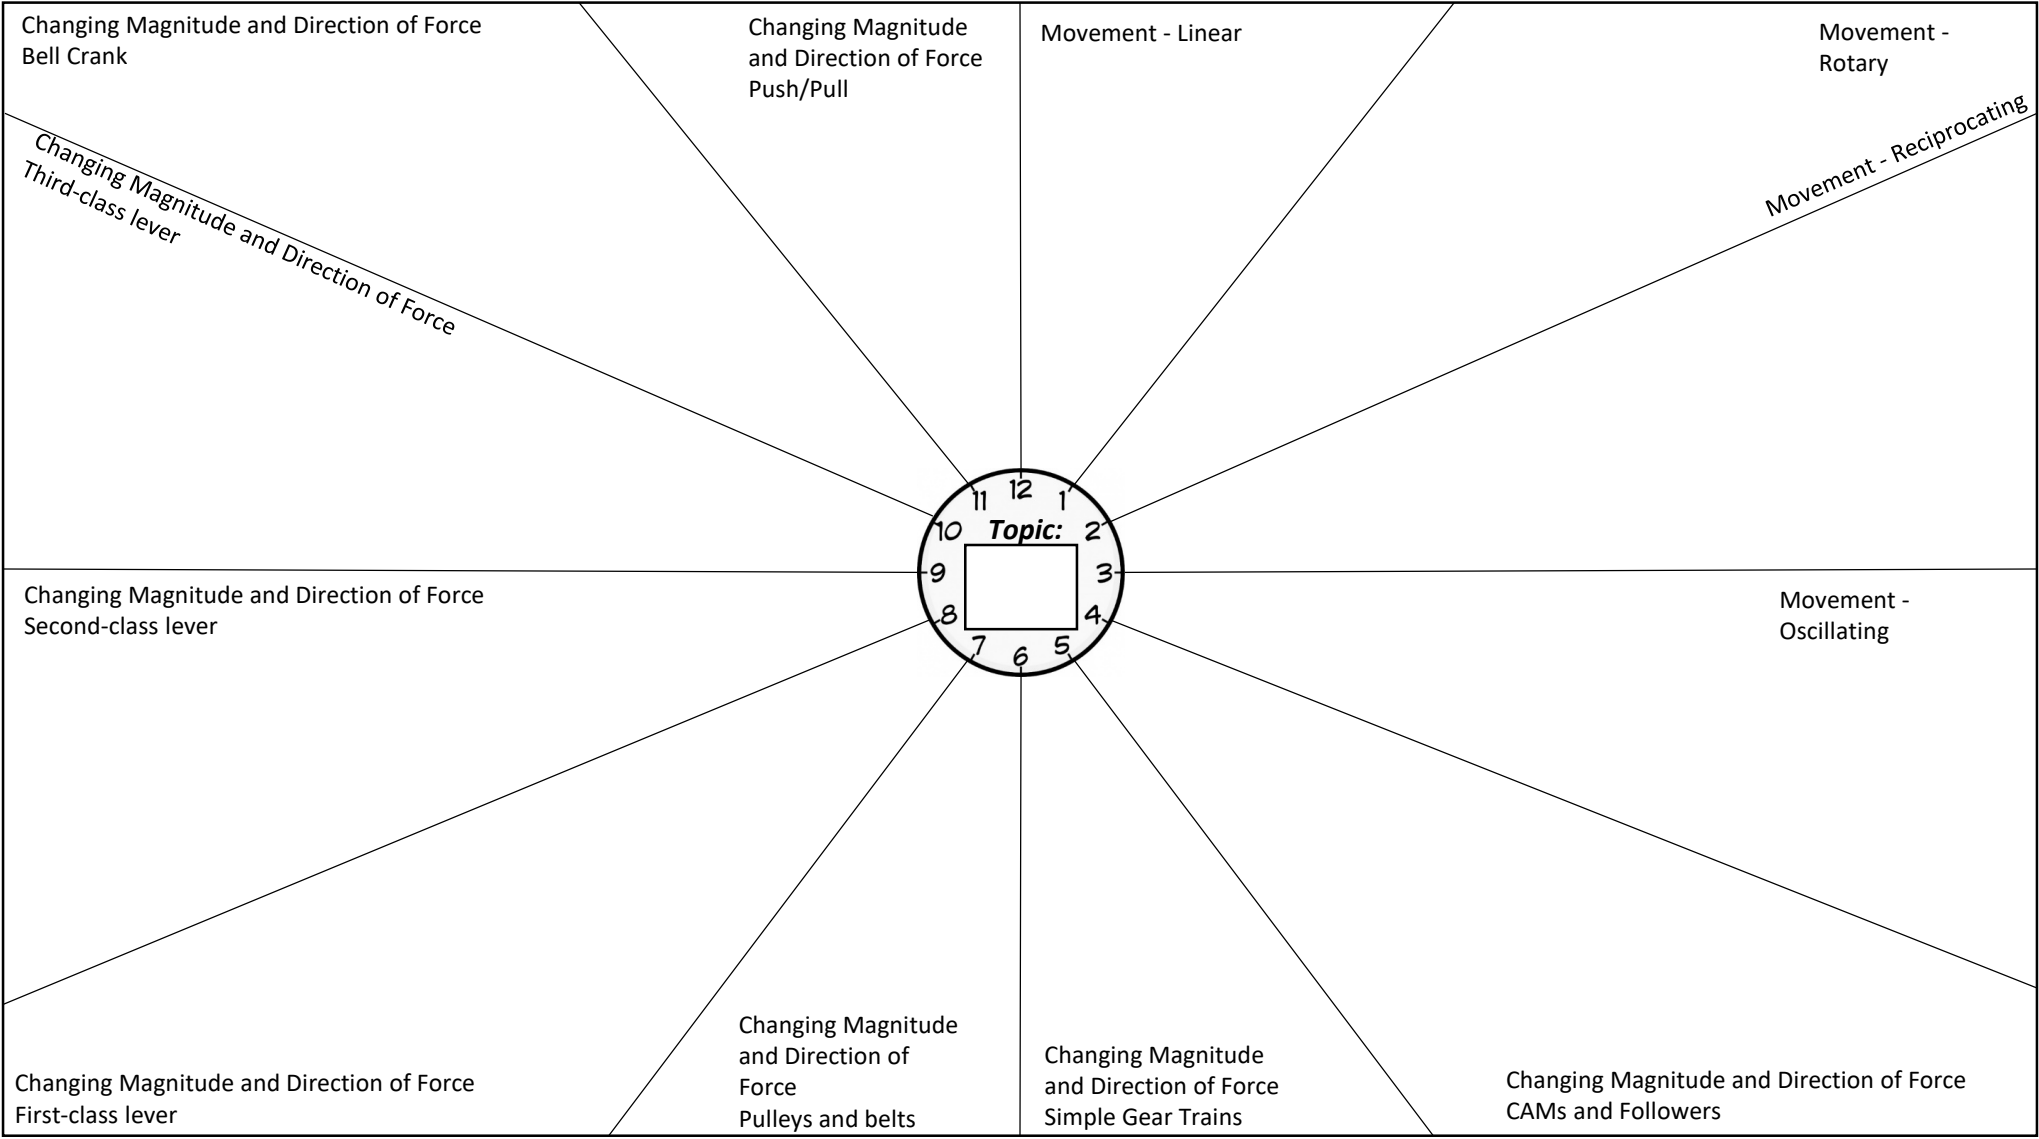 Changing Magnitude and Direction of Force
Bell Crank
Changing Magnitude
and Direction of Force
Push/Pull
Movement - Linear
Movement -
Rotary
Movement - Reciprocating
Changing Magnitude and Direction of Force
Third-class lever
12
11
1
10
Topic:
2
9
3
8
4
7
6
5
Changing Magnitude and Direction of Force
Second-class lever
Movement -
Oscillating
Changing Magnitude and Direction of Force
First-class lever
Changing Magnitude
and Direction of
Force
Pulleys and belts
Changing Magnitude
and Direction of Force
Simple Gear Trains
Changing Magnitude and Direction of Force
CAMs and Followers